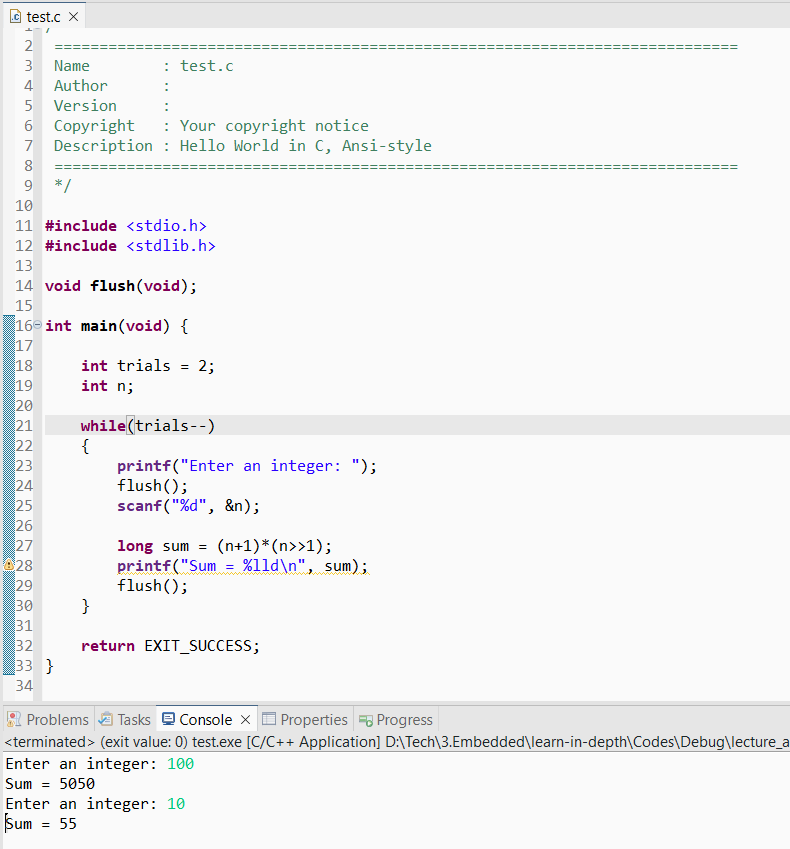 test.c
1 /
2 ============================================================================
3 Name        : test.c
4 Author      :
5 Version     :
6 Copyright   : Your copyright notice
7 Description : Hello World in C, Ansi-style
8 ============================================================================
9 */
10
11 #include <stdio.h>
12 #include <stdlib.h>
13
14 void flush(void);
15
16 int main(void) {
17
18     int trials = 2;
19     int n;
20
21     while(trials--)
22     {
23         printf("Enter an integer: ");
24         flush();
25         scanf("%d", &n);
26
27         long sum = (n+1)*(n>>1);
28         printf("Sum = %lld\n", sum);
29         flush();
30     }
31
32     return EXIT_SUCCESS;
33 }
34
Problems Tasks Console Properties Progress
<terminated> (exit value: 0) test.exe [C/C++ Application] D:\Tech\3.Embedded\learn-in-depth\Codes\Debug\lecture_a
Enter an integer: 100
Sum = 5050
Enter an integer: 10
Sum = 55